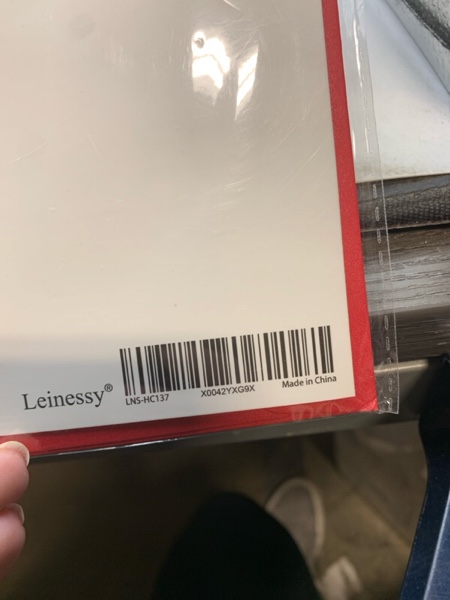 Leinessy®
LNS-HC137
X0042YXG9X
Made in China